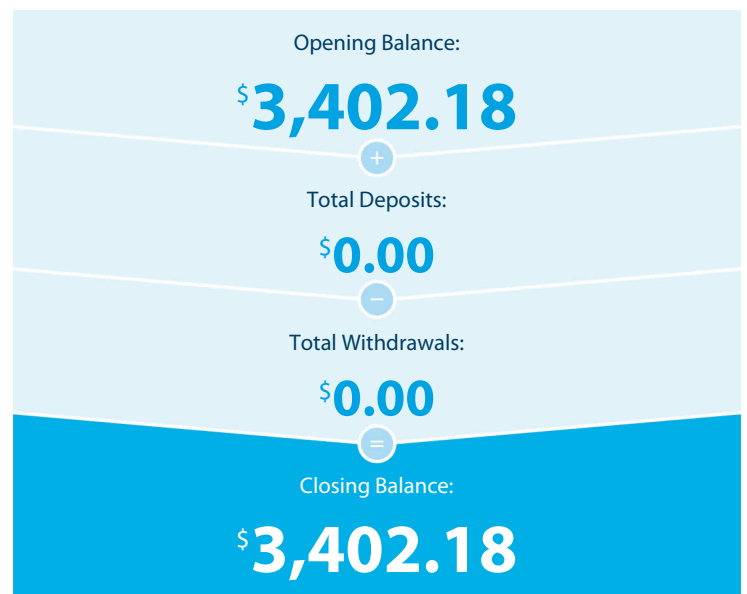 Opening Balance:
$3,402.18
+
Total Deposits:
$0.00
−
Total Withdrawals:
$0.00
=
Closing Balance:
$3,402.18